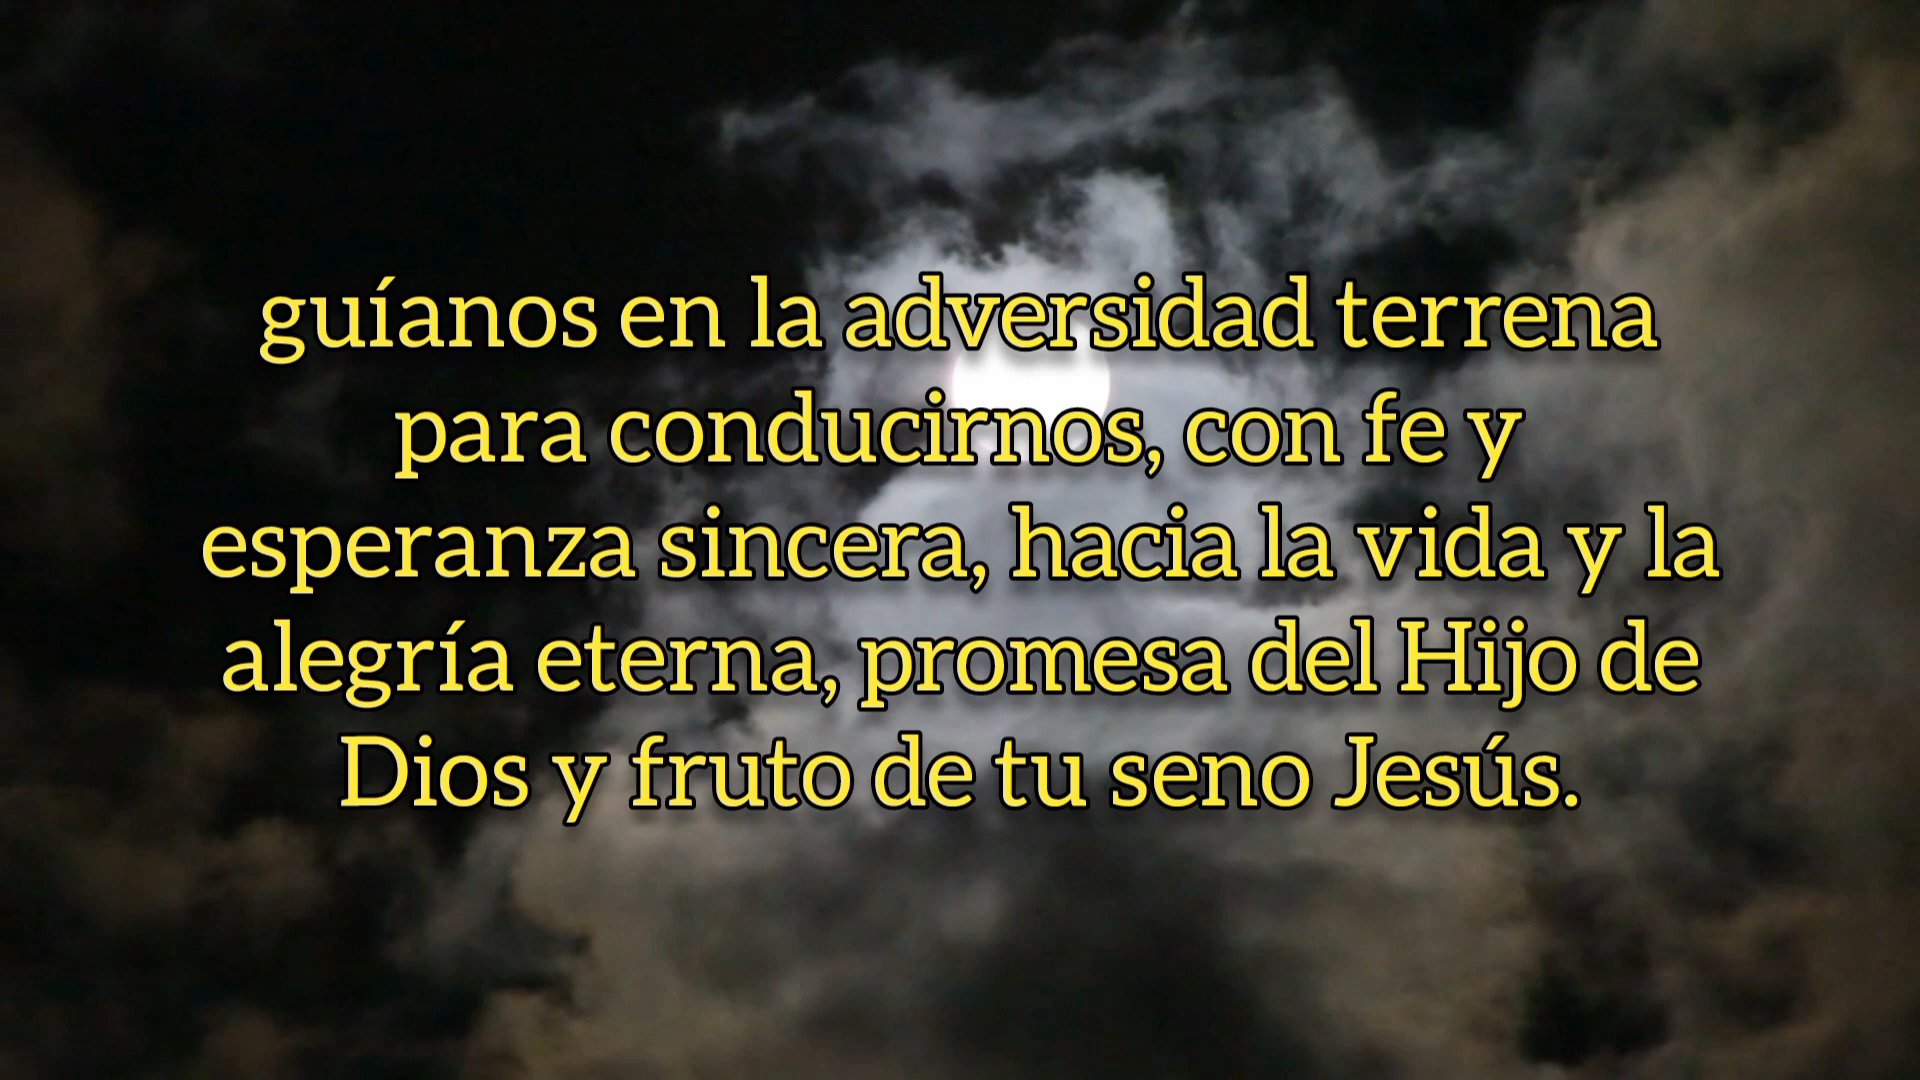 guíanos en la adversidad terrena
para conducirnos, con fe y
esperanza sincera, hacia la vida y la
alegría eterna, promesa del Hijo de
Dios y fruto de tu seno Jesús.